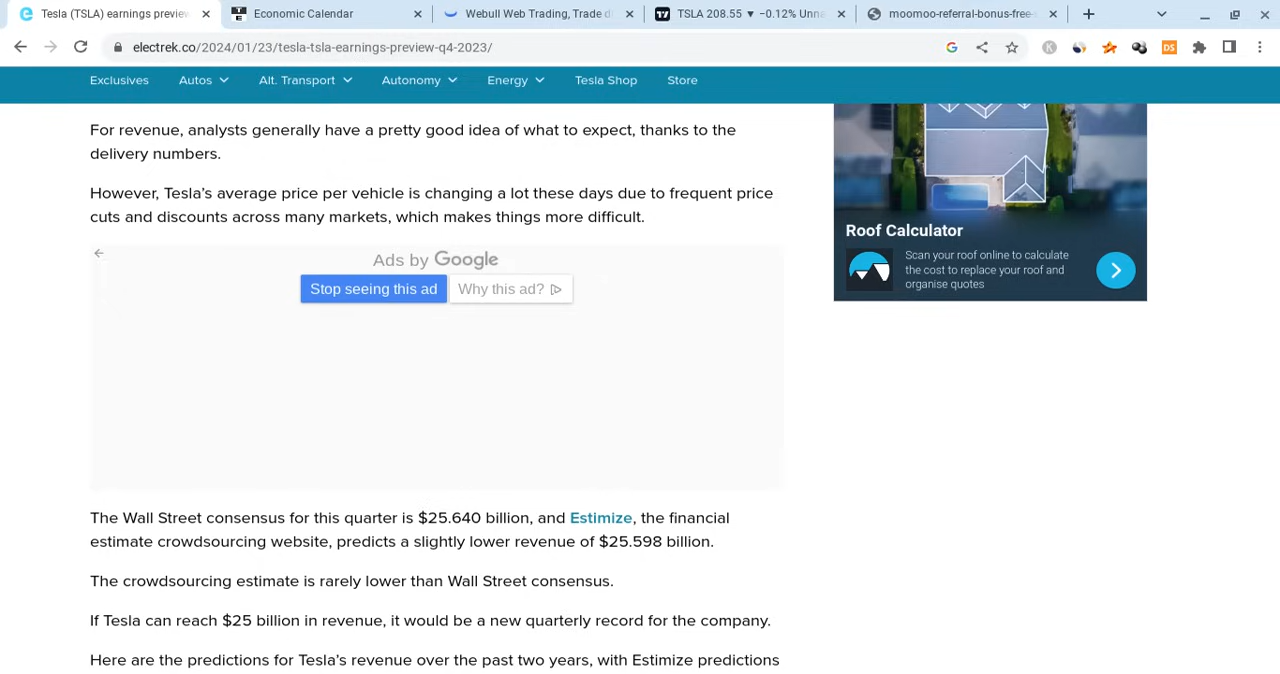 Tesla (TSLA) earnings preview
Economic Calendar
Webull Web Trading, Trade d
TSLA 208.55 ▼ −0.12% Unna
moomoo-referral-bonus-free-s
electrek.co/2024/01/23/tesla-tsla-earnings-preview-q4-2023/
Exclusives Autos Alt. Transport Autonomy Energy Tesla Shop Store
For revenue, analysts generally have a pretty good idea of what to expect, thanks to the
delivery numbers.
However, Tesla’s average price per vehicle is changing a lot these days due to frequent price
cuts and discounts across many markets, which makes things more difficult.
Ads by Google
Stop seeing this ad
Why this ad?
Roof Calculator
Scan your roof online to calculate
the cost to replace your roof and
organise quotes
The Wall Street consensus for this quarter is $25.640 billion, and Estimize, the financial
estimate crowdsourcing website, predicts a slightly lower revenue of $25.598 billion.
The crowdsourcing estimate is rarely lower than Wall Street consensus.
If Tesla can reach $25 billion in revenue, it would be a new quarterly record for the company.
Here are the predictions for Tesla’s revenue over the past two years, with Estimize predictions